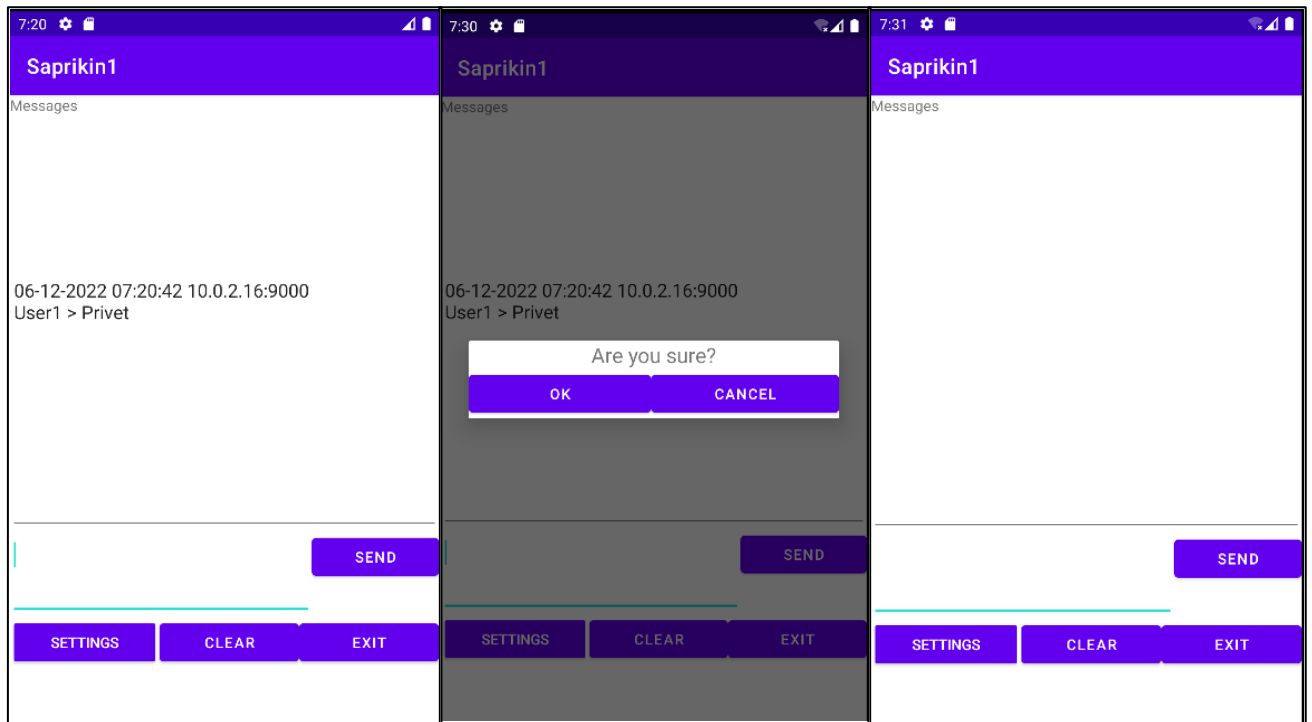 7:20
Saprikin1
Messages
06-12-2022 07:20:42 10.0.2.16:9000
User1 > Privet
SEND
SETTINGS CLEAR EXIT
7:30
Saprikin1
Messages
06-12-2022 07:20:42 10.0.2.16:9000
User1 > Privet
Are you sure?
OK CANCEL
SEND
SETTINGS CLEAR EXIT
7:31
Saprikin1
Messages
SEND
SETTINGS CLEAR EXIT